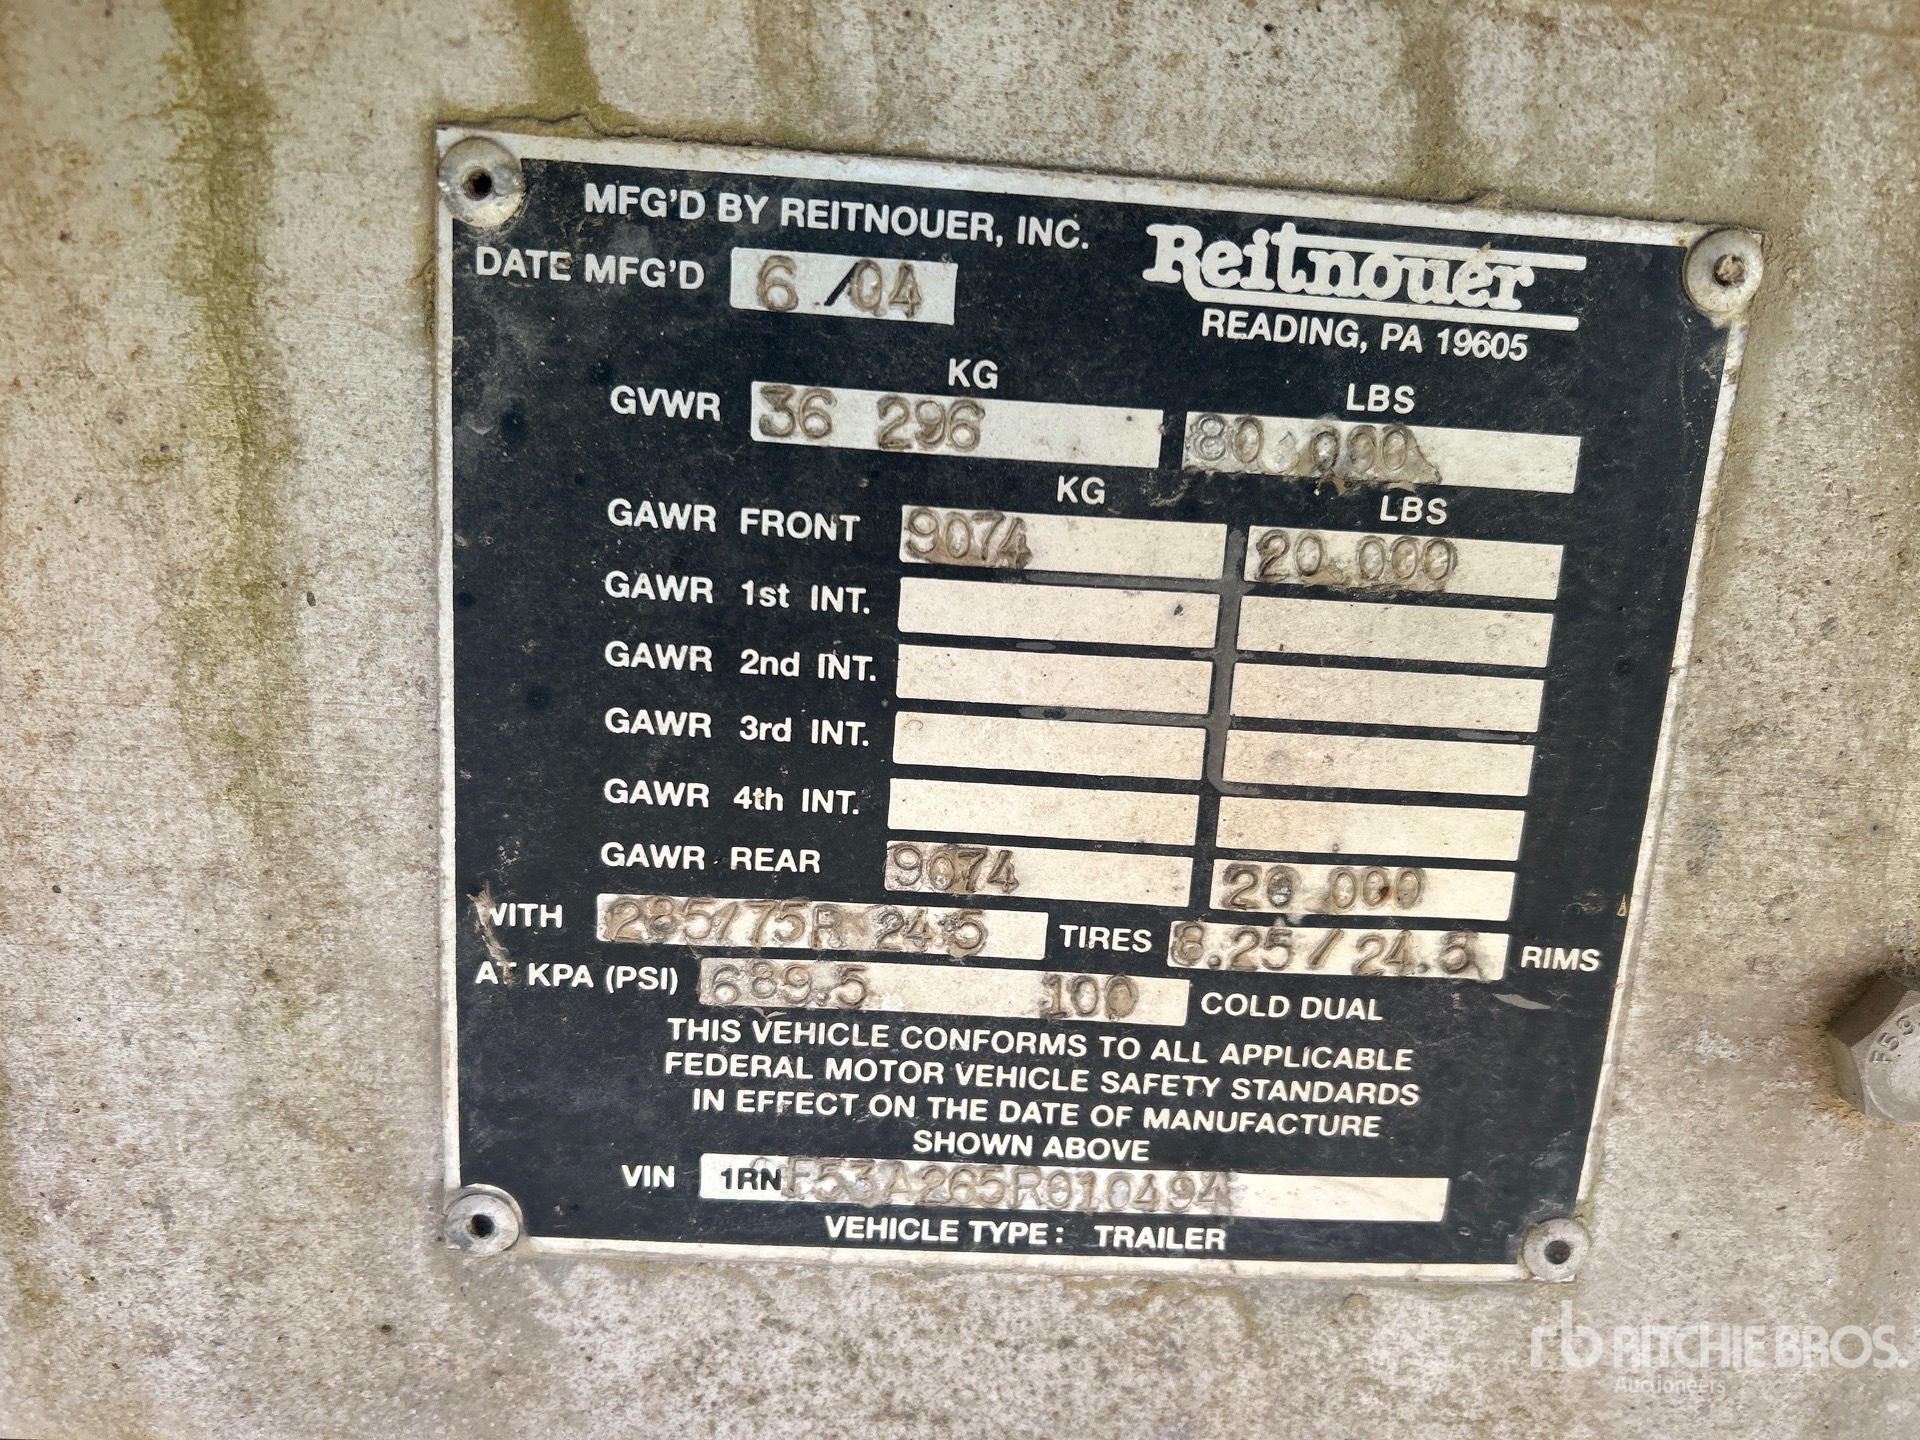 MFG'D BY REITNOUER, INC.
Reitnouer
DATE MFG'D 6/04
READING, PA 19605
KG LBS
GVWR 36 296 80.000
KG LBS
GAWR FRONT 9074 20.000
GAWR 1st INT.
GAWR 2nd INT.
GAWR 3rd INT.
GAWR 4th INT.
GAWR REAR 9074 20 000
WITH 285/75R 24.5 TIRES 8.25/24.5 RIMS
AT KPA (PSI) 689.5 100 COLD DUAL
THIS VEHICLE CONFORMS TO ALL APPLICABLE
FEDERAL MOTOR VEHICLE SAFETY STANDARDS
IN EFFECT ON THE DATE OF MANUFACTURE
SHOWN ABOVE
VIN
VEHICLE TYPE: TRAILER
rb RITCHIE BROS.
Auctioneers